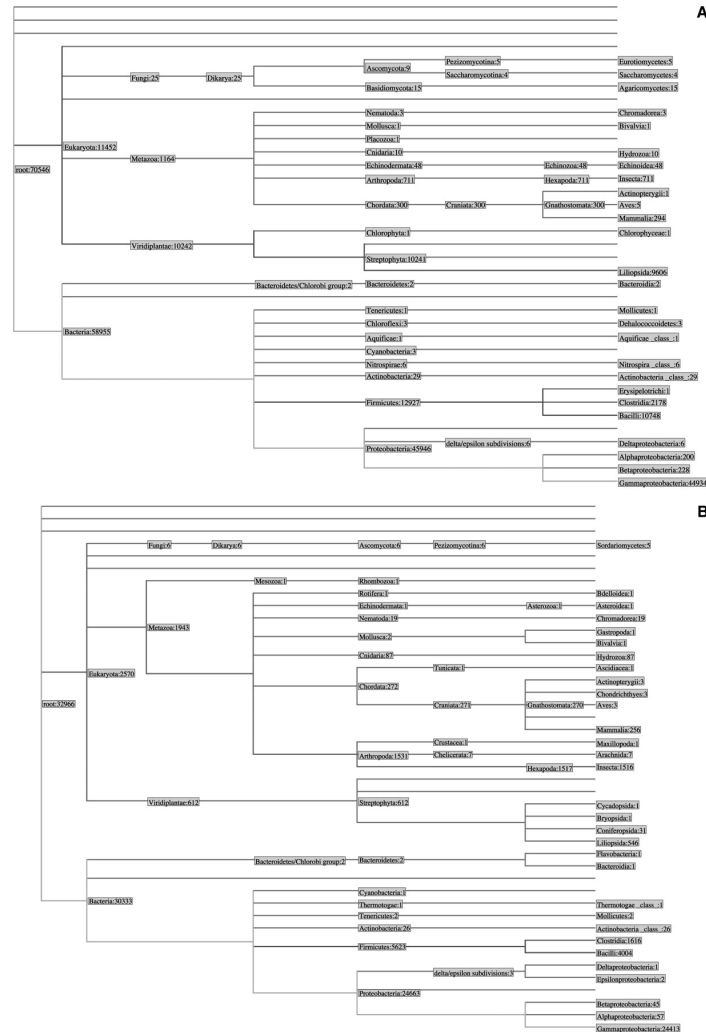 A
Pezizomycotina:5 Eurotiomycetes:5
Ascomycota:9
Fungi:25 Dikarya:25 Saccharomycotina:4 Saccharomycetes:4
Basidiomycota:15 Agaricomycetes:15
Nematoda:3 Chromadorea:3
Mollusca:1 Bivalvia:1
Placozoa:1
Eukaryota:11452
Cnidaria:10 Hydrozoa:10
Metazoa:1164
Echinodermata:48 Echinozoa:48 Echinoidea:48
root:70546
Arthropoda:711 Hexapoda:711 Insecta:711
Actinopterygii:1
Chordata:300 Craniata:300 Gnathostomata:300 Aves:5
Mammalia:294
Chlorophyta:1 Chlorophyceae:1
Viridiplantae:10242
Streptophyta:10241
Liliopsida:9606
Bacteroidetes/Chlorobi group:2 Bacteroidetes:2 Bacteroidia:2
Tenericutes:1 Mollicutes:1
Chloroflexi:3 Dehalococcoidetes:3
Bacteria:58955
Aquificae:1 Aquificae _class_:1
Cyanobacteria:3
Nitrospirae:6 Nitrospira _class_:6
Actinobacteria:29 Actinobacteria _class_:29
Erysipelotrichi:1
Firmicutes:12927 Clostridia:2178
Bacilli:10748
delta/epsilon subdivisions:6 Deltaproteobacteria:6
Proteobacteria:45946
Alphaproteobacteria:200
Betaproteobacteria:228
Gammaproteobacteria:44934
B
Fungi:6 Dikarya:6 Ascomycota:6 Pezizomycotina:6 Sordariomycetes:5
Mesozoa:1 Rhombozoa:1
Rotifera:1 Bdelloidea:1
Echinodermata:1 Asterozoa:1 Asteroidea:1
Nematoda:19 Chromadorea:19
Metazoa:1943
Gastropoda:1
Mollusca:2
Bivalvia:1
Cnidaria:87 Hydrozoa:87
Tunicata:1 Ascidiacea:1
Eukaryota:2570
Actinopterygii:3
Chordata:272
Chondrichthyes:3
root:32966
Craniata:271 Gnathostomata:270 Aves:3
Mammalia:256
Crustacea:1 Maxillopoda:1
Arthropoda:1531 Chelicerata:7 Arachnida:7
Hexapoda:1517 Insecta:1516
Viridiplantae:612 Streptophyta:612
Cycadopsida:1
Bryopsida:1
Coniferopsida:31
Liliopsida:546
Flavobacteria:1
Bacteroidetes/Chlorobi group:2 Bacteroidetes:2
Bacteroidia:1
Cyanobacteria:1
Bacteria:30333
Thermotogae:1 Thermotogae _class_:1
Tenericutes:2 Mollicutes:2
Actinobacteria:26 Actinobacteria _class_:26
Clostridia:1616
Firmicutes:5623
Bacilli:4004
Deltaproteobacteria:1
delta/epsilon subdivisions:3
Epsilonproteobacteria:2
Proteobacteria:24663
Betaproteobacteria:45
Alphaproteobacteria:57
Gammaproteobacteria:24413